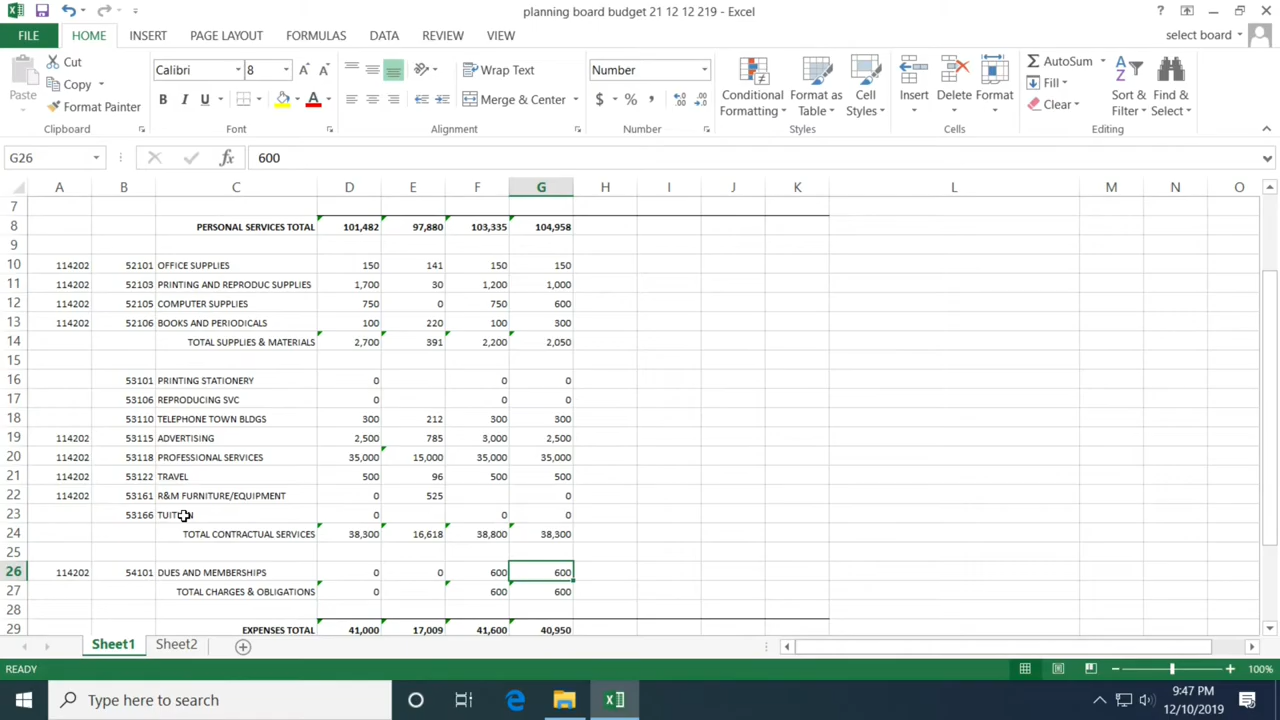 planning board budget 21 12 12 219 - Excel
FILE HOME INSERT PAGE LAYOUT FORMULAS DATA REVIEW VIEW select board
Paste Cut Copy Format Painter
Calibri 8
B I U A
Wrap Text Merge & Center
Number
$ % ,
Conditional Formatting Format as Table Cell Styles
Insert Delete Format
AutoSum Fill Clear
Sort & Filter Find & Select
Clipboard Font Alignment Number Styles Cells Editing
G26 fx 600
A B C D E F G H I J K L M N O
7
8 PERSONAL SERVICES TOTAL 101,482 97,880 103,335 104,958
9
10 114202 52101 OFFICE SUPPLIES 150 141 150 150
11 114202 52103 PRINTING AND REPRODUC SUPPLIES 1,700 30 1,200 1,000
12 114202 52105 COMPUTER SUPPLIES 750 0 750 600
13 114202 52106 BOOKS AND PERIODICALS 100 220 100 300
14 TOTAL SUPPLIES & MATERIALS 2,700 391 2,200 2,050
15
16 53101 PRINTING STATIONERY 0 0 0
17 53106 REPRODUCING SVC 0 0 0
18 53110 TELEPHONE TOWN BLDGS 300 212 300 300
19 114202 53115 ADVERTISING 2,500 785 3,000 2,500
20 114202 53118 PROFESSIONAL SERVICES 35,000 15,000 35,000 35,000
21 114202 53122 TRAVEL 500 96 500 500
22 114202 53161 R&M FURNITURE/EQUIPMENT 0 525 0
23 53166 TUITION 0 0 0
24 TOTAL CONTRACTUAL SERVICES 38,300 16,618 38,800 38,300
25
26 114202 54101 DUES AND MEMBERSHIPS 0 0 600 600
27 TOTAL CHARGES & OBLIGATIONS 0 600 600
28
29 EXPENSES TOTAL 41,000 17,009 41,600 40,950
Sheet1 Sheet2
READY 100%
Type here to search
9:47 PM
12/10/2019